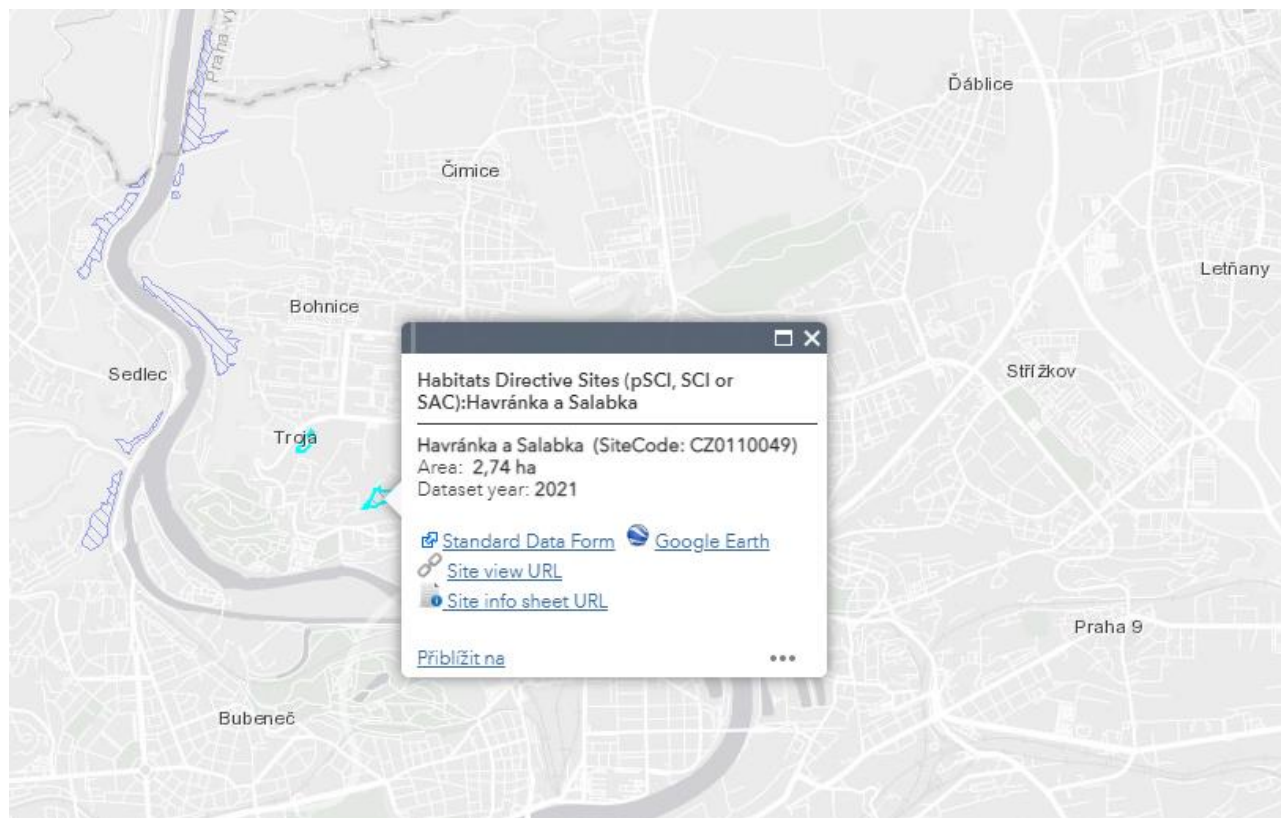 Praha-vý
Ďáblice
Čimice
Letňany
Bohnice
Sedlec
Střížkov
Troja
Habitats Directive Sites (pSCI, SCI or
SAC):Havránka a Salabka
Havránka a Salabka (SiteCode: CZ0110049)
Area: 2,74 ha
Dataset year: 2021
Standard Data Form Google Earth
Site view URL
Site info sheet URL
Přiblížit na
Praha 9
Bubeneč